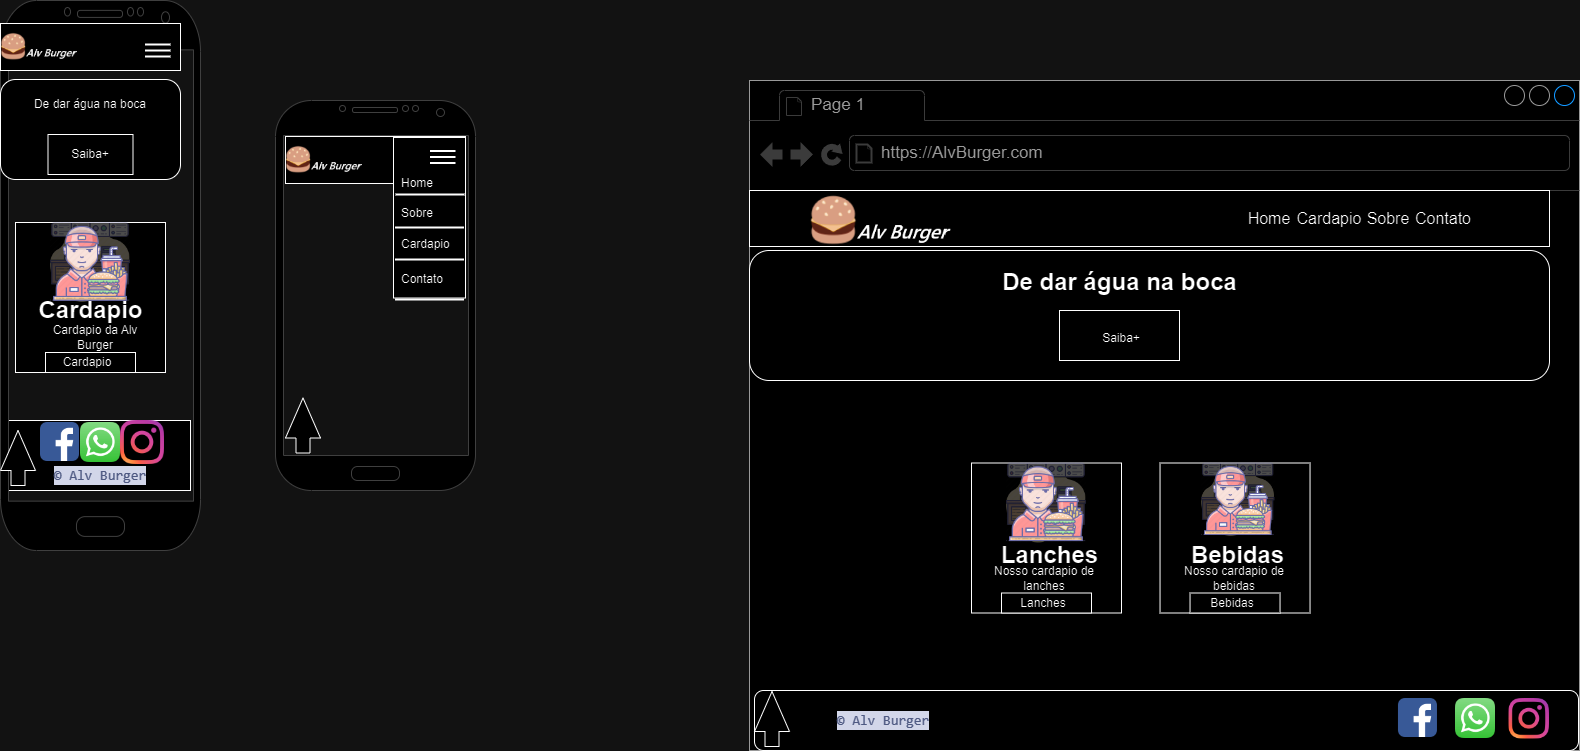 Alv Burger
De dar água na boca
Saiba+
Cardapio
Cardapio da Alv
Burger
Cardapio
© Alv Burger
Alv Burger
Home
Sobre
Cardapio
Contato
Page 1
https://AlvBurger.com
Alv Burger
Home Cardapio Sobre Contato
De dar água na boca
Saiba+
Lanches
Nosso cardapio de
lanches
Lanches
Bebidas
Nosso cardapio de
bebidas
Bebidas
© Alv Burger